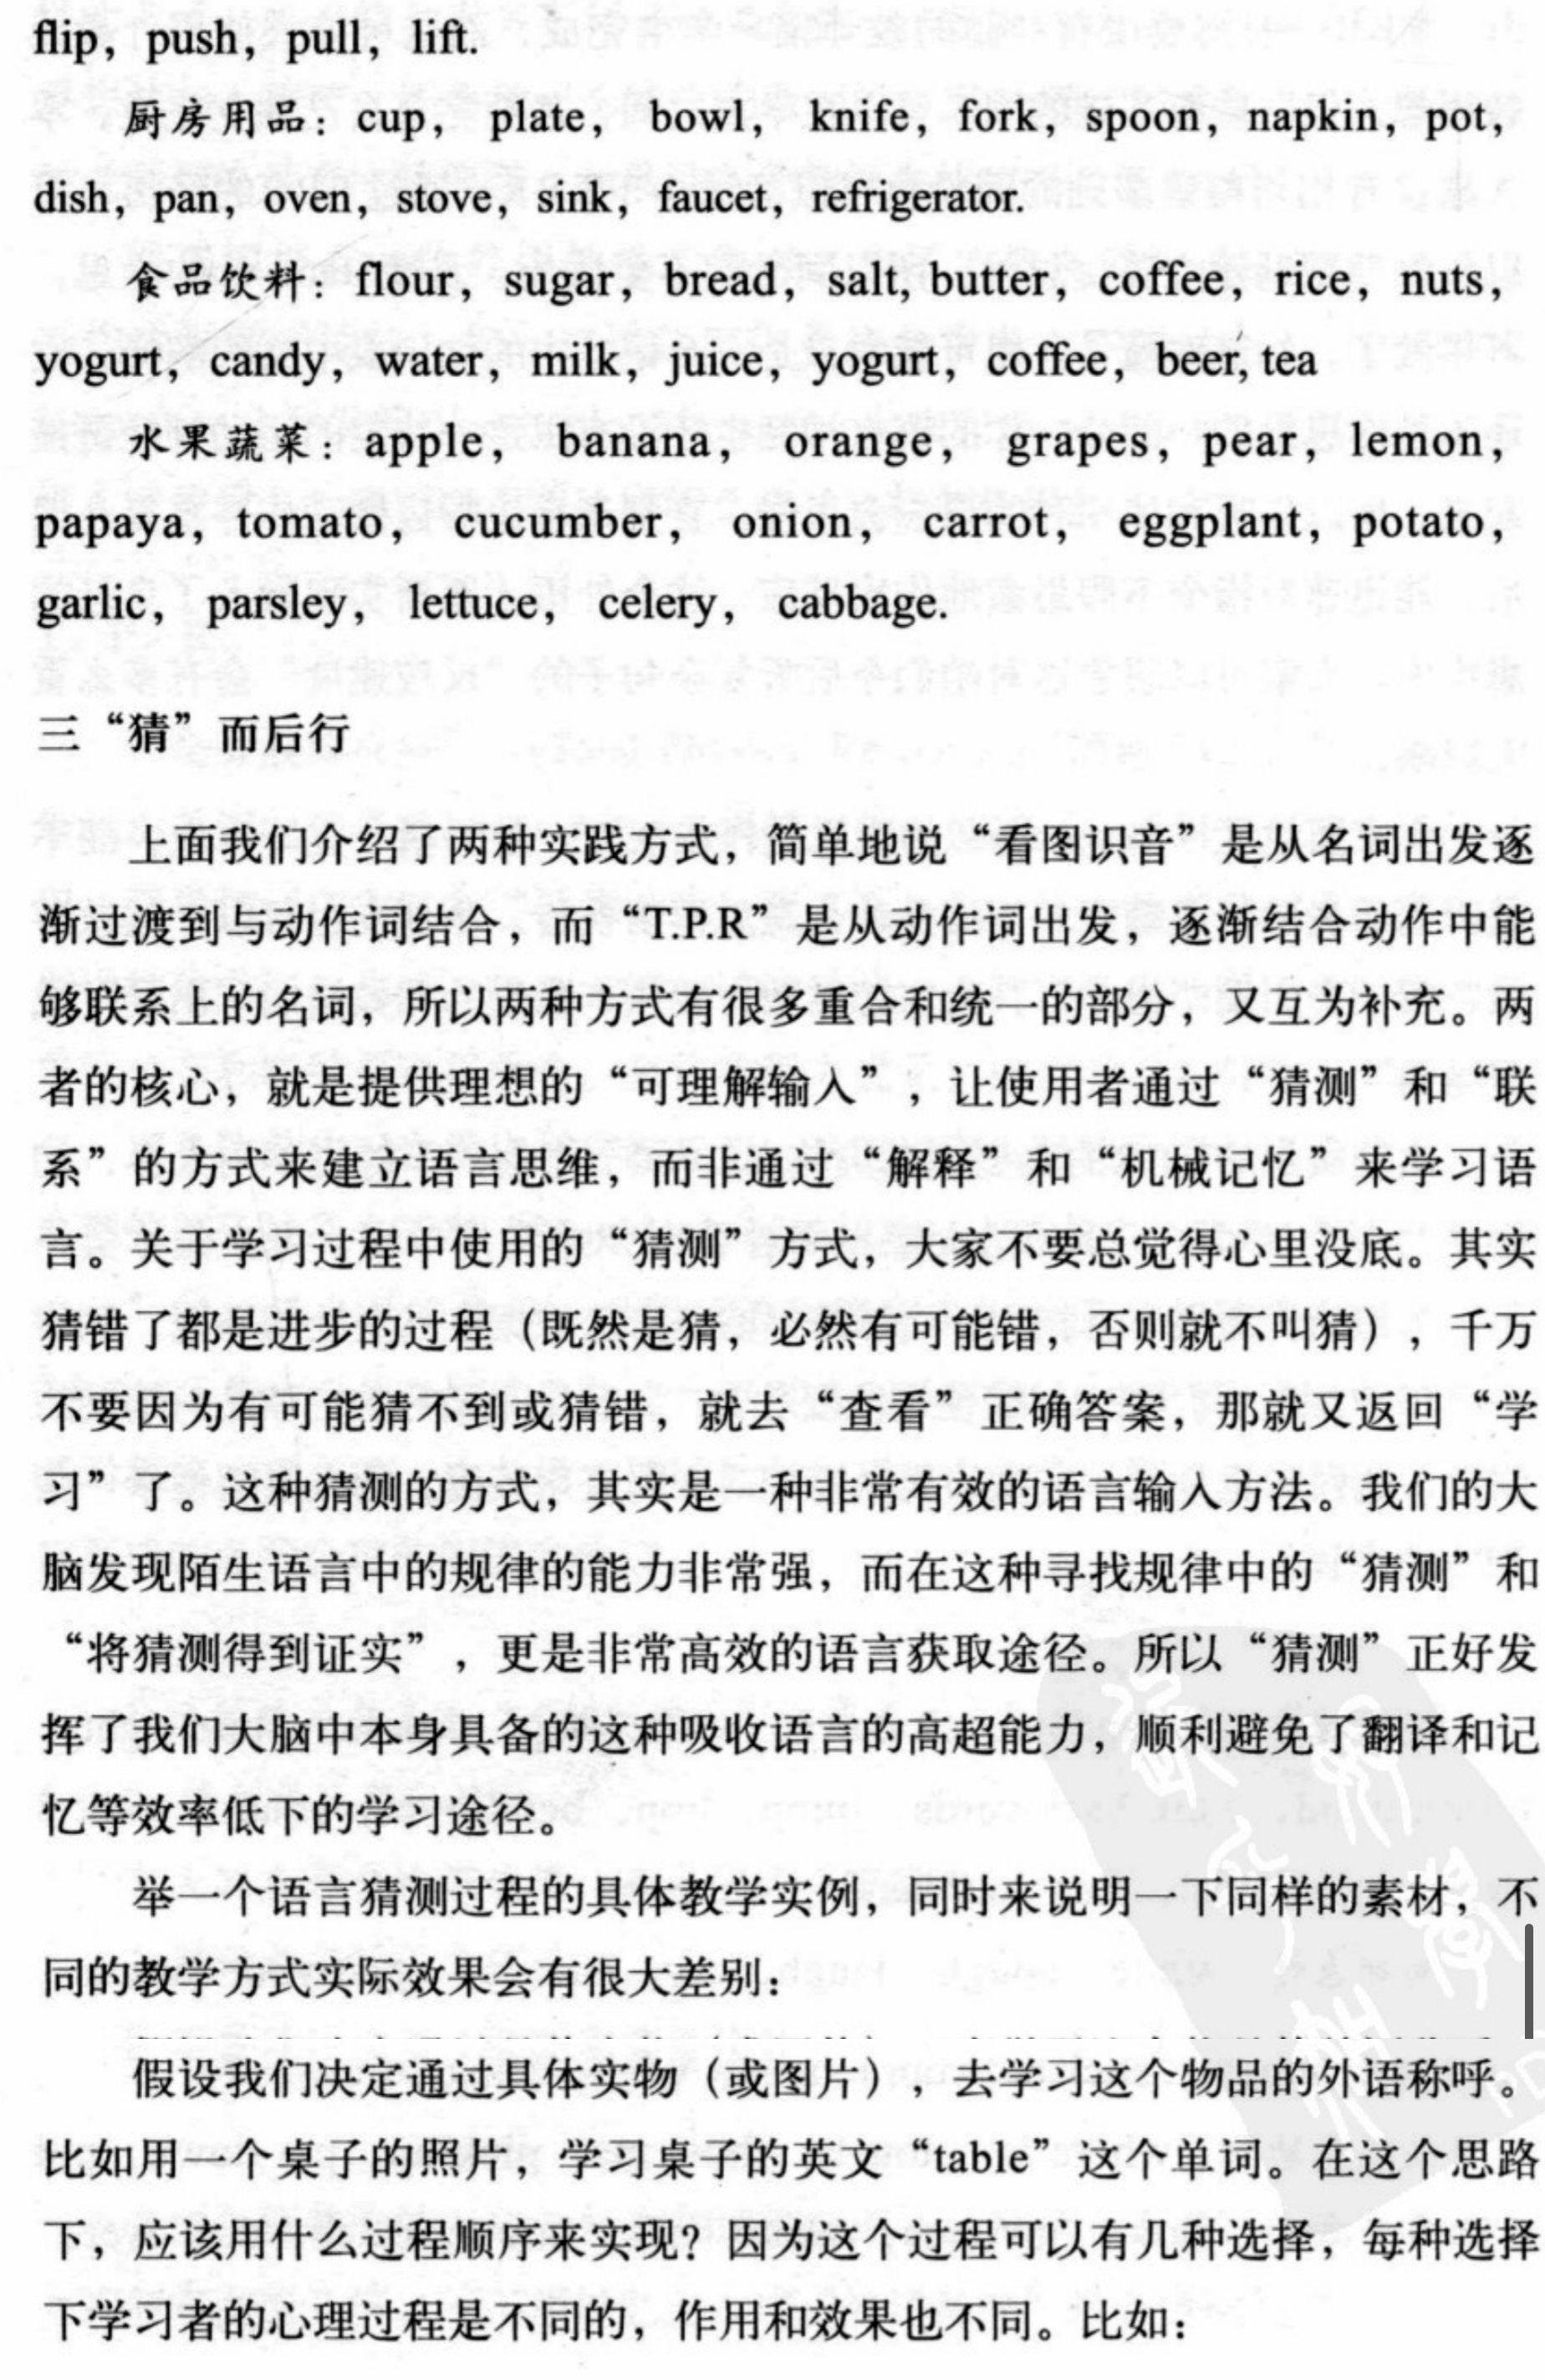 flip, push, pull, lift.
厨房用品：cup, plate, bowl, knife, fork, spoon, napkin, pot,
dish, pan, oven, stove, sink, faucet, refrigerator.
食品饮料：flour, sugar, bread, salt, butter, coffee, rice, nuts,
yogurt, candy, water, milk, juice, yogurt, coffee, beer, tea
水果蔬菜：apple, banana, orange, grapes, pear, lemon,
papaya, tomato, cucumber, onion, carrot, eggplant, potato,
garlic, parsley, lettuce, celery, cabbage.
三“猜”而后行
上面我们介绍了两种实践方式，简单地说“看图识音”是从名词出发逐
渐过渡到与动作词结合，而“T.P.R”是从动作词出发，逐渐结合动作中能
够联系上的名词，所以两种方式有很多重合和统一的部分，又互为补充。两
者的核心，就是提供理想的“可理解输入”，让使用者通过“猜测”和“联
系”的方式来建立语言思维，而非通过“解释”和“机械记忆”来学习语
言。关于学习过程中使用的“猜测”方式，大家不要总觉得心里没底。其实
猜错了都是进步的过程（既然是猜，必然有可能错，否则就不叫猜），千万
不要因为有可能猜不到或猜错，就去“查看”正确答案，那就又返回“学
习”了。这种猜测的方式，其实是一种非常有效的语言输入方法。我们的大
脑发现陌生语言中的规律的能力非常强，而在这种寻找规律中的“猜测”和
“将猜测得到证实”，更是非常高效的语言获取途径。所以“猜测”正好发
挥了我们大脑中本身具备的这种吸收语言的高超能力，顺利避免了翻译和记
忆等效率低下的学习途径。
举一个语言猜测过程的具体教学实例，同时来说明一下同样的素材，不
同的教学方式实际效果会有很大差别：
假设我们决定通过具体实物（或图片），去学习这个物品的外语称呼。
比如用一个桌子的照片，学习桌子的英文“table”这个单词。在这个思路
下，应该用什么过程顺序来实现？因为这个过程可以有几种选择，每种选择
下学习者的心理过程是不同的，作用和效果也不同。比如：